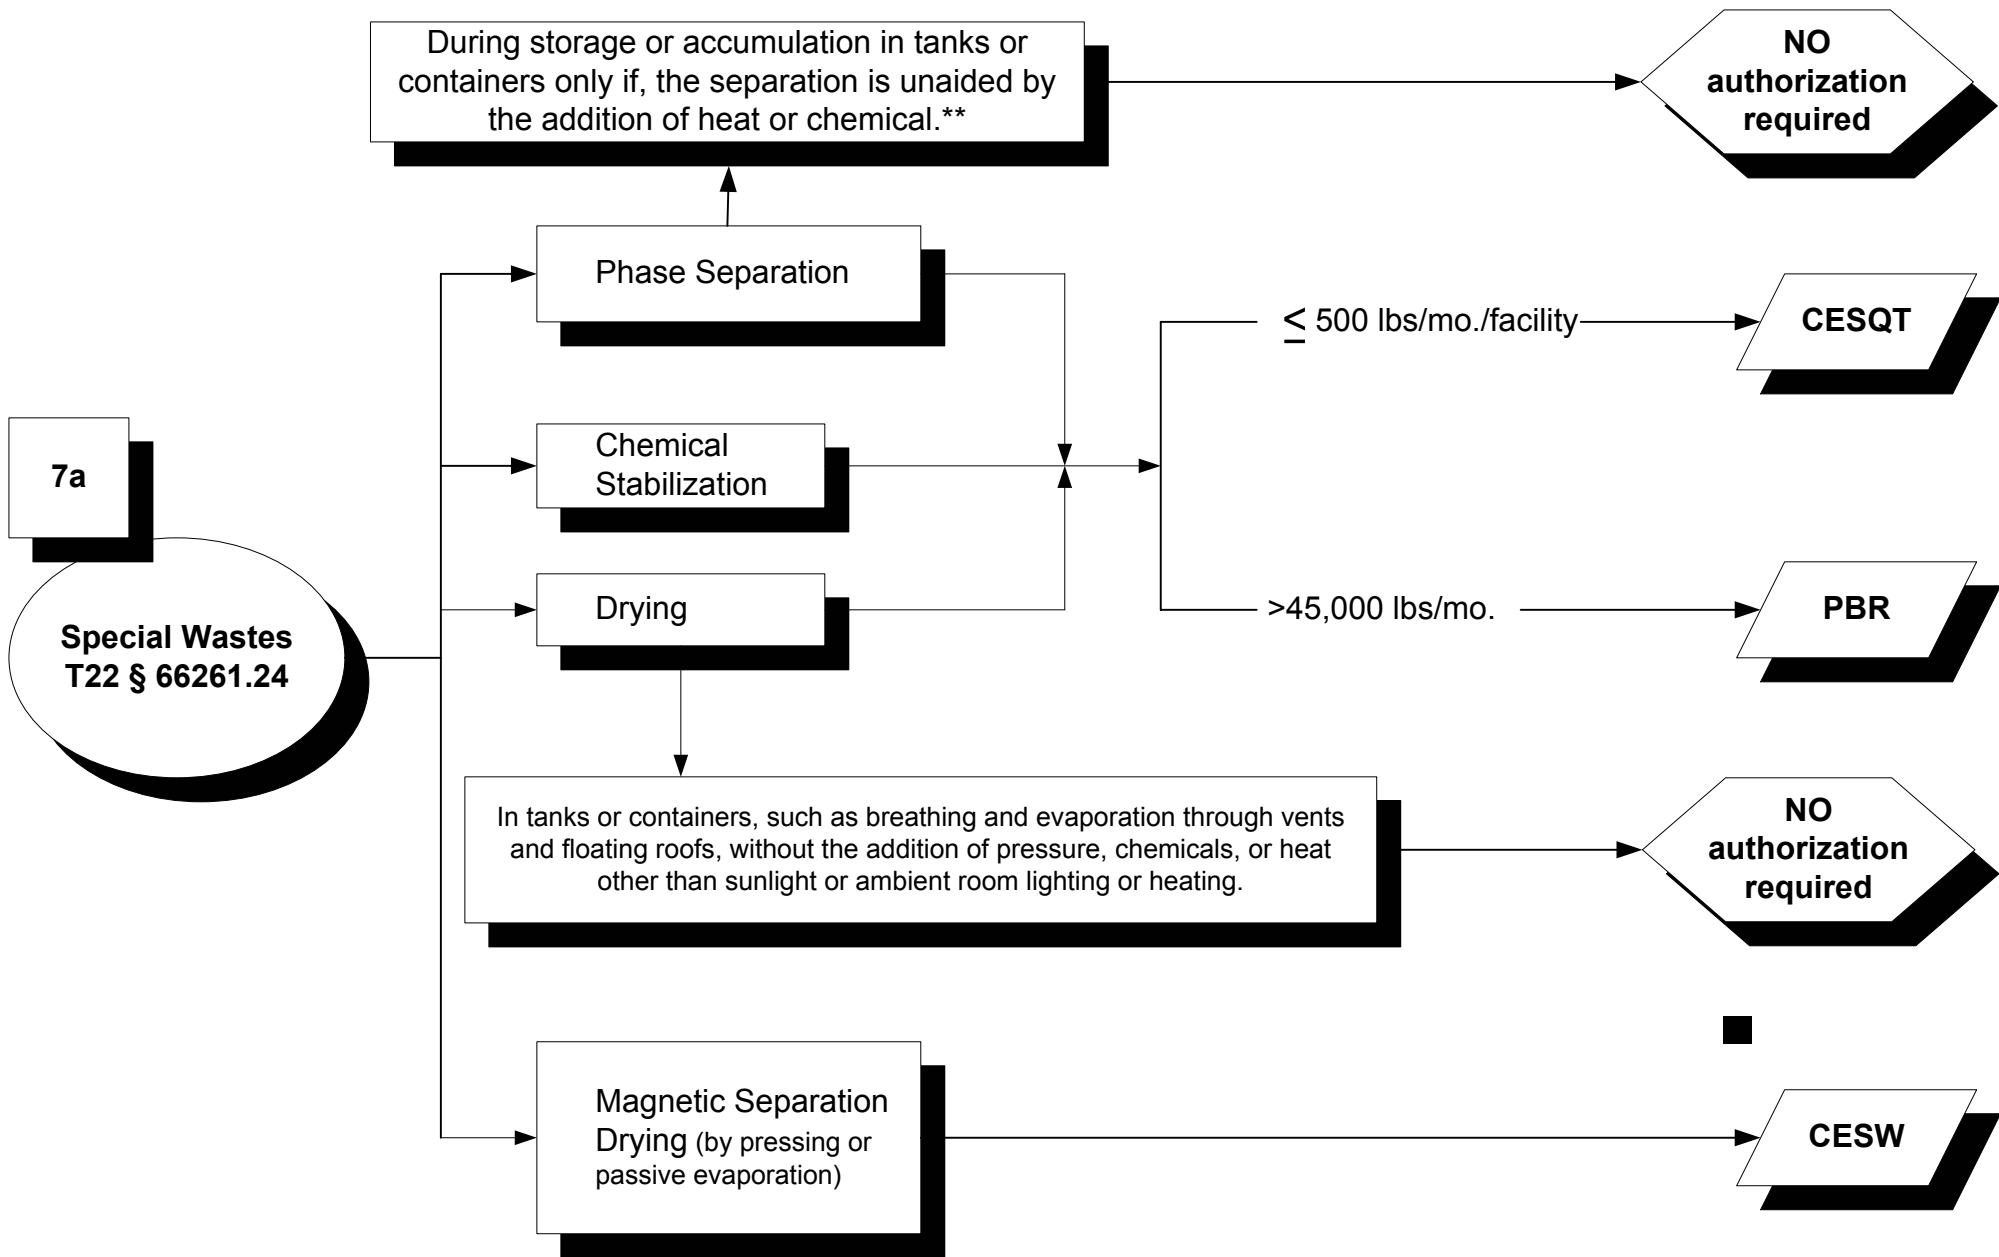 During storage or accumulation in tanks or
containers only if, the separation is unaided by
the addition of heat or chemical.**
NO
authorization
required
Phase Separation
≤ 500 lbs/mo./facility
CESQT
7a
Chemical
Stabilization
Special Wastes
T22 § 66261.24
Drying
>45,000 lbs/mo.
PBR
In tanks or containers, such as breathing and evaporation through vents
and floating roofs, without the addition of pressure, chemicals, or heat
other than sunlight or ambient room lighting or heating.
NO
authorization
required
Magnetic Separation
Drying (by pressing or
passive evaporation)
CESW